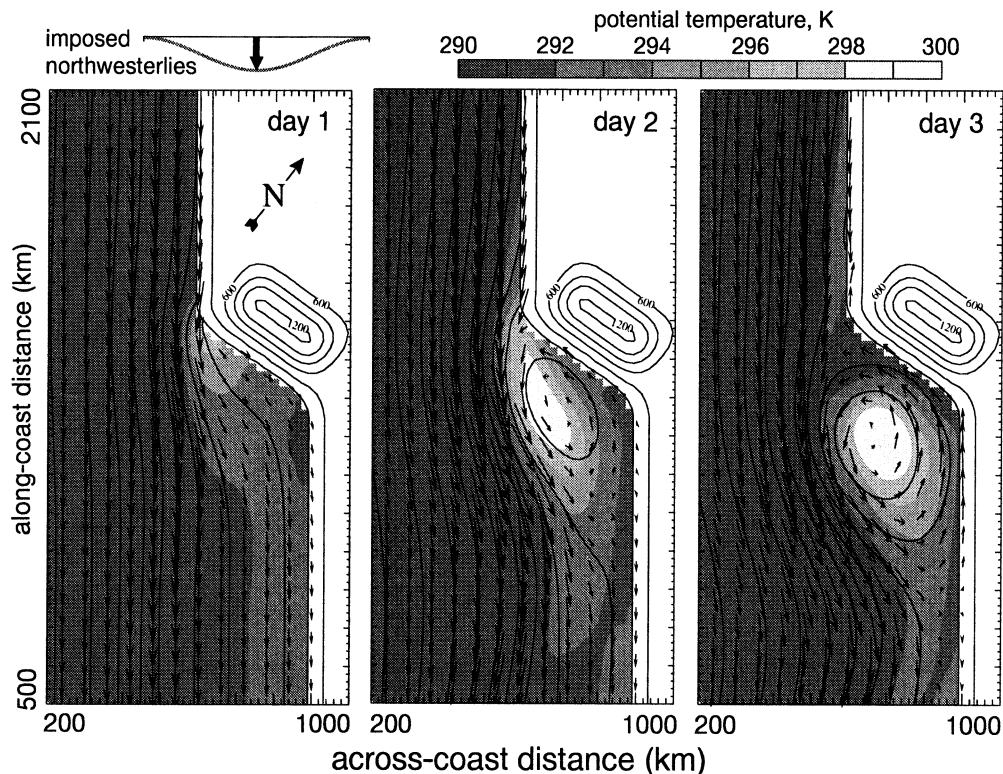 imposed
northwesterlies
potential temperature, K
290 292 294 296 298 300
2100
along-coast distance (km)
500
day 1
N
600
600
1200
200
1000
day 2
600
600
1200
200
1000
day 3
600
600
1200
200
1000
across-coast distance (km)